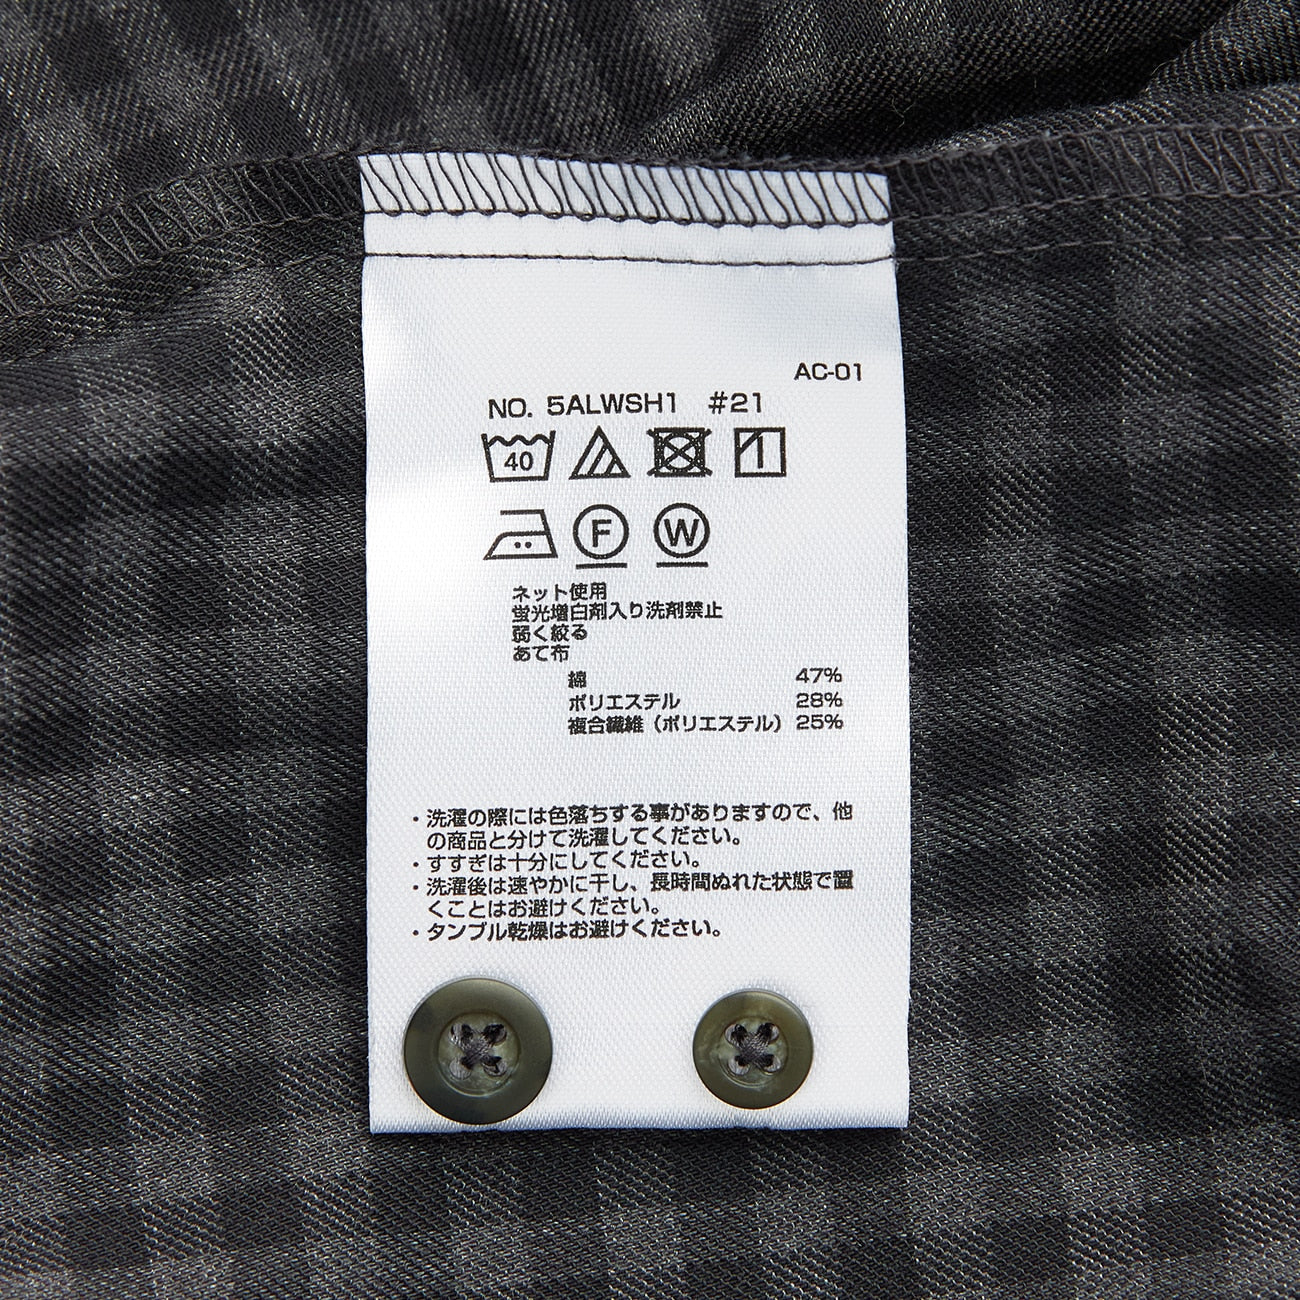 AC-01
NO. 5ALWSH1 #21
40
F W
ネット使用
蛍光増白剤入り洗剤禁止
弱く絞る
あて布
綿 47%
ポリエステル 28%
複合繊維（ポリエステル） 25%
・洗濯の際には色落ちする事がありますので、他
の商品と分けて洗濯してください。
・すすぎは十分にしてください。
・洗濯後は速やかに干し、長時間ぬれた状態で置
くことはお避けください。
・タンブル乾燥はお避けください。